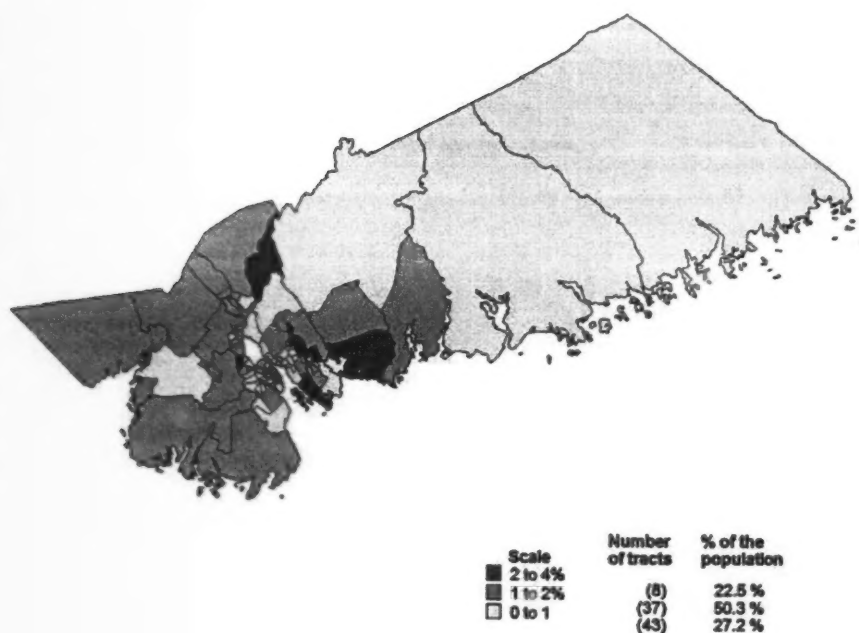 Scale Number of tracts % of the population
2 to 4% (8) 22.5 %
1 to 2% (37) 50.3 %
0 to 1 (43) 27.2 %